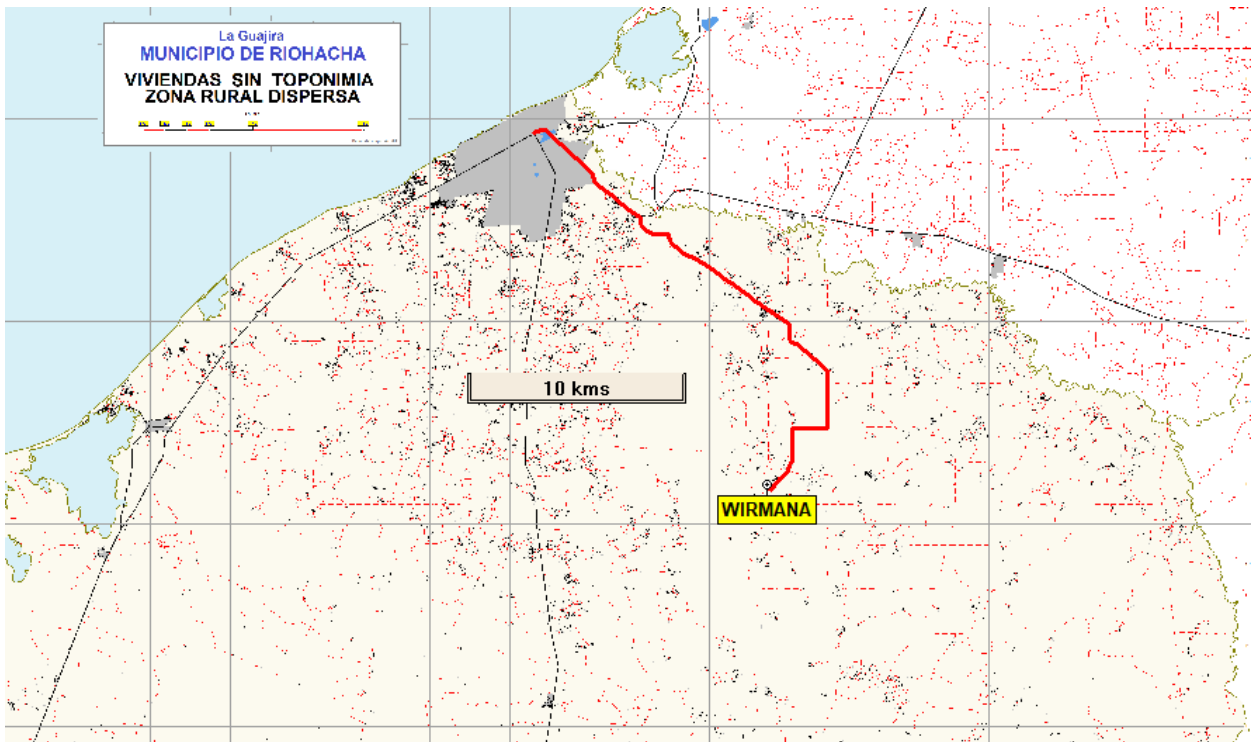 La Guajira
MUNICIPIO DE RIOHACHA
VIVIENDAS SIN TOPONIMIA
ZONA RURAL DISPERSA
10 kms
WIRMANA